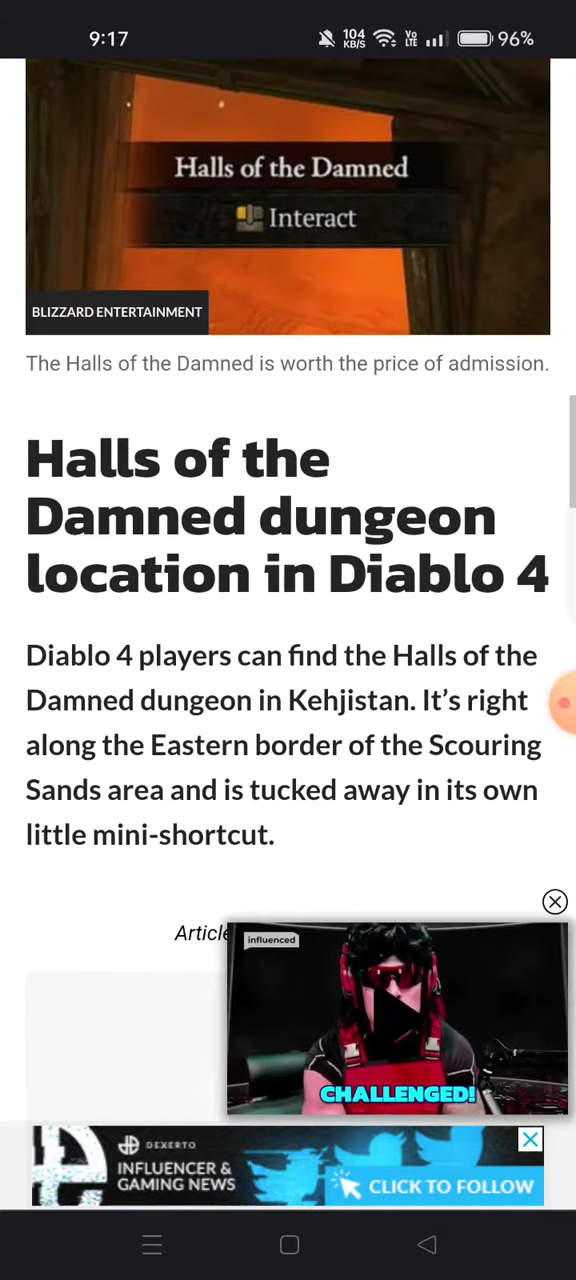 9:17
104
KB/S
Vo
LTE
96%
Halls of the Damned
Interact
BLIZZARD ENTERTAINMENT
The Halls of the Damned is worth the price of admission.
Halls of the
Damned dungeon
location in Diablo 4
Diablo 4 players can find the Halls of the
Damned dungeon in Kehjistan. It's right
along the Eastern border of the Scouring
Sands area and is tucked away in its own
little mini-shortcut.
Article
influenced
CHALLENGED!
DEXERTO
INFLUENCER &
GAMING NEWS
CLICK TO FOLLOW